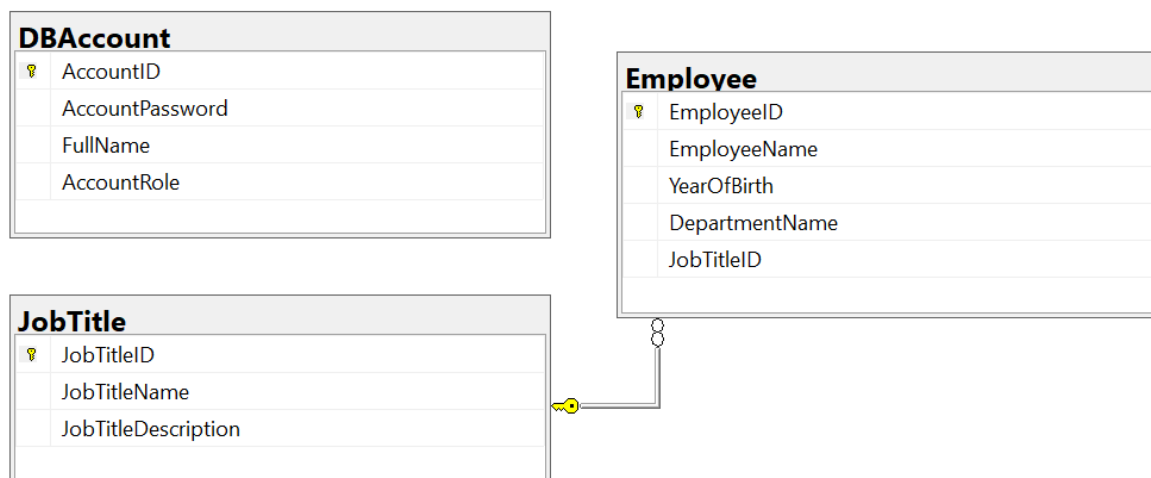 DBAccount
AccountID
AccountPassword
FullName
AccountRole
Employee
EmployeeID
EmployeeName
YearOfBirth
DepartmentName
JobTitleID
JobTitle
JobTitleID
JobTitleName
JobTitleDescription